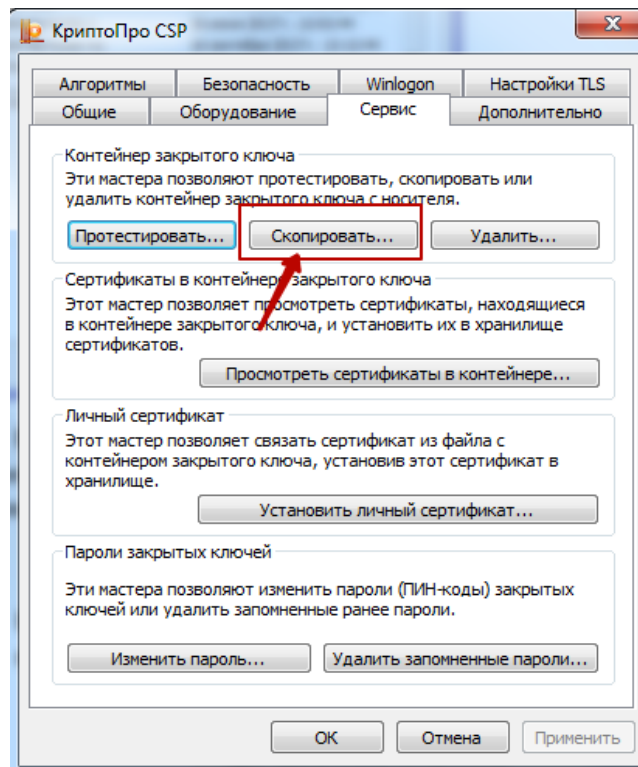 КриптоПро CSP
Алгоритмы Безопасность Winlogon Настройки TLS
Общие Оборудование Сервис Дополнительно
Контейнер закрытого ключа
Эти мастера позволяют протестировать, скопировать или
удалить контейнер закрытого ключа с носителя.
Протестировать... Скопировать... Удалить...
Сертификаты в контейнере закрытого ключа
Этот мастер позволяет просмотреть сертификаты, находящиеся
в контейнере закрытого ключа, и установить их в хранилище
сертификатов.
Просмотреть сертификаты в контейнере...
Личный сертификат
Этот мастер позволяет связать сертификат из файла с
контейнером закрытого ключа, установив этот сертификат в
хранилище.
Установить личный сертификат...
Пароли закрытых ключей
Эти мастера позволяют изменить пароли (ПИН-коды) закрытых
ключей или удалить запомненные ранее пароли.
Изменить пароль... Удалить запомненные пароли...
ОК Отмена Применить